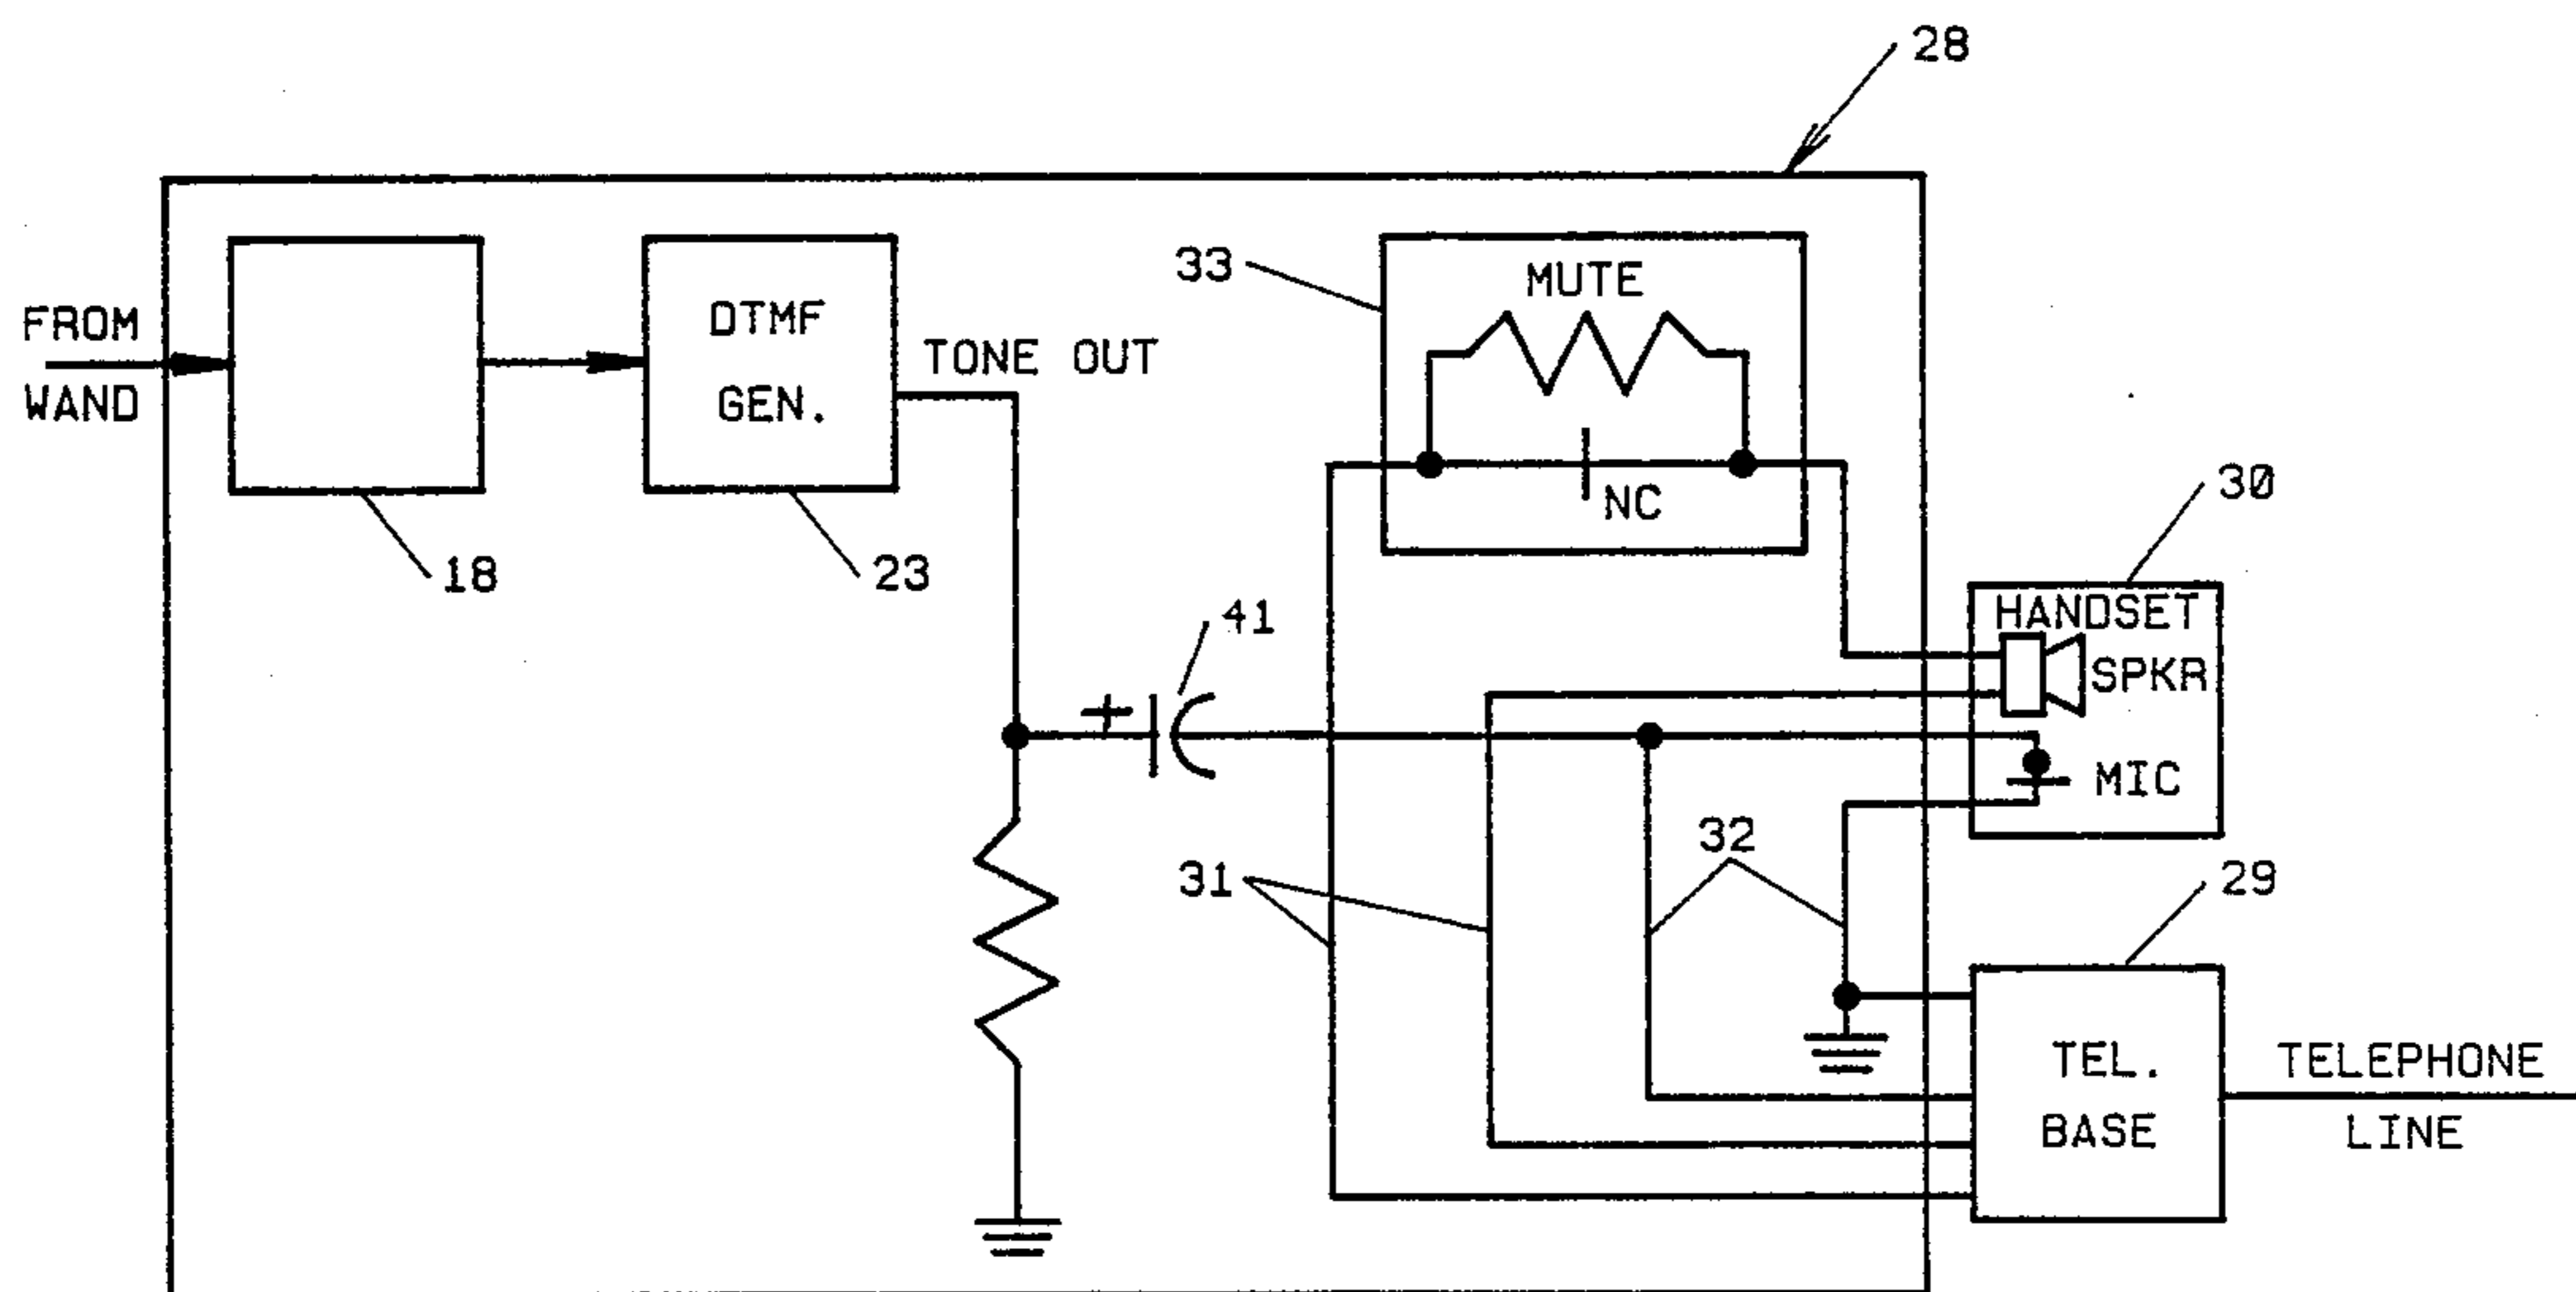 28
33
MUTE
FROM
WAND
DTMF
GEN.
TONE OUT
NC
30
18
23
HANDSET
41
SPKR
MIC
32
31
29
TEL.
BASE
TELEPHONE
LINE